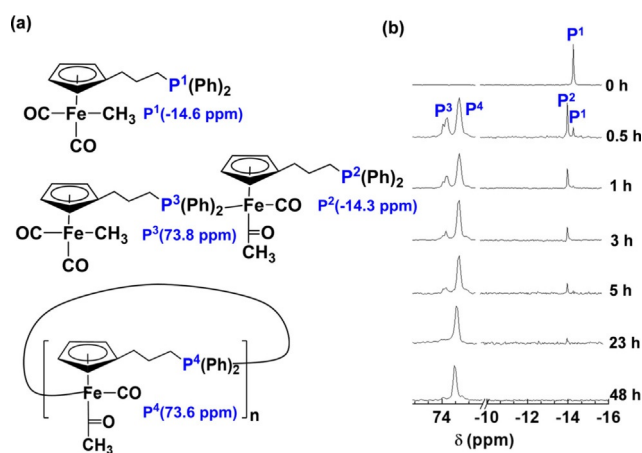 (a)
P¹(Ph)₂
OC Fe CH₃
P¹(-14.6 ppm)
CO
P³(Ph)₂ Fe CO P²(Ph)₂
P²(-14.3 ppm)
OC Fe CH₃ P³(73.8 ppm) O CH₃
CO
P⁴(Ph)₂
Fe CO
P⁴(73.6 ppm) n
O
CH₃
(b)
P¹
0 h
P³ P⁴ P² P¹
0.5 h
1 h
3 h
5 h
23 h
48 h
74 -10 -12 -14 -16
δ (ppm)